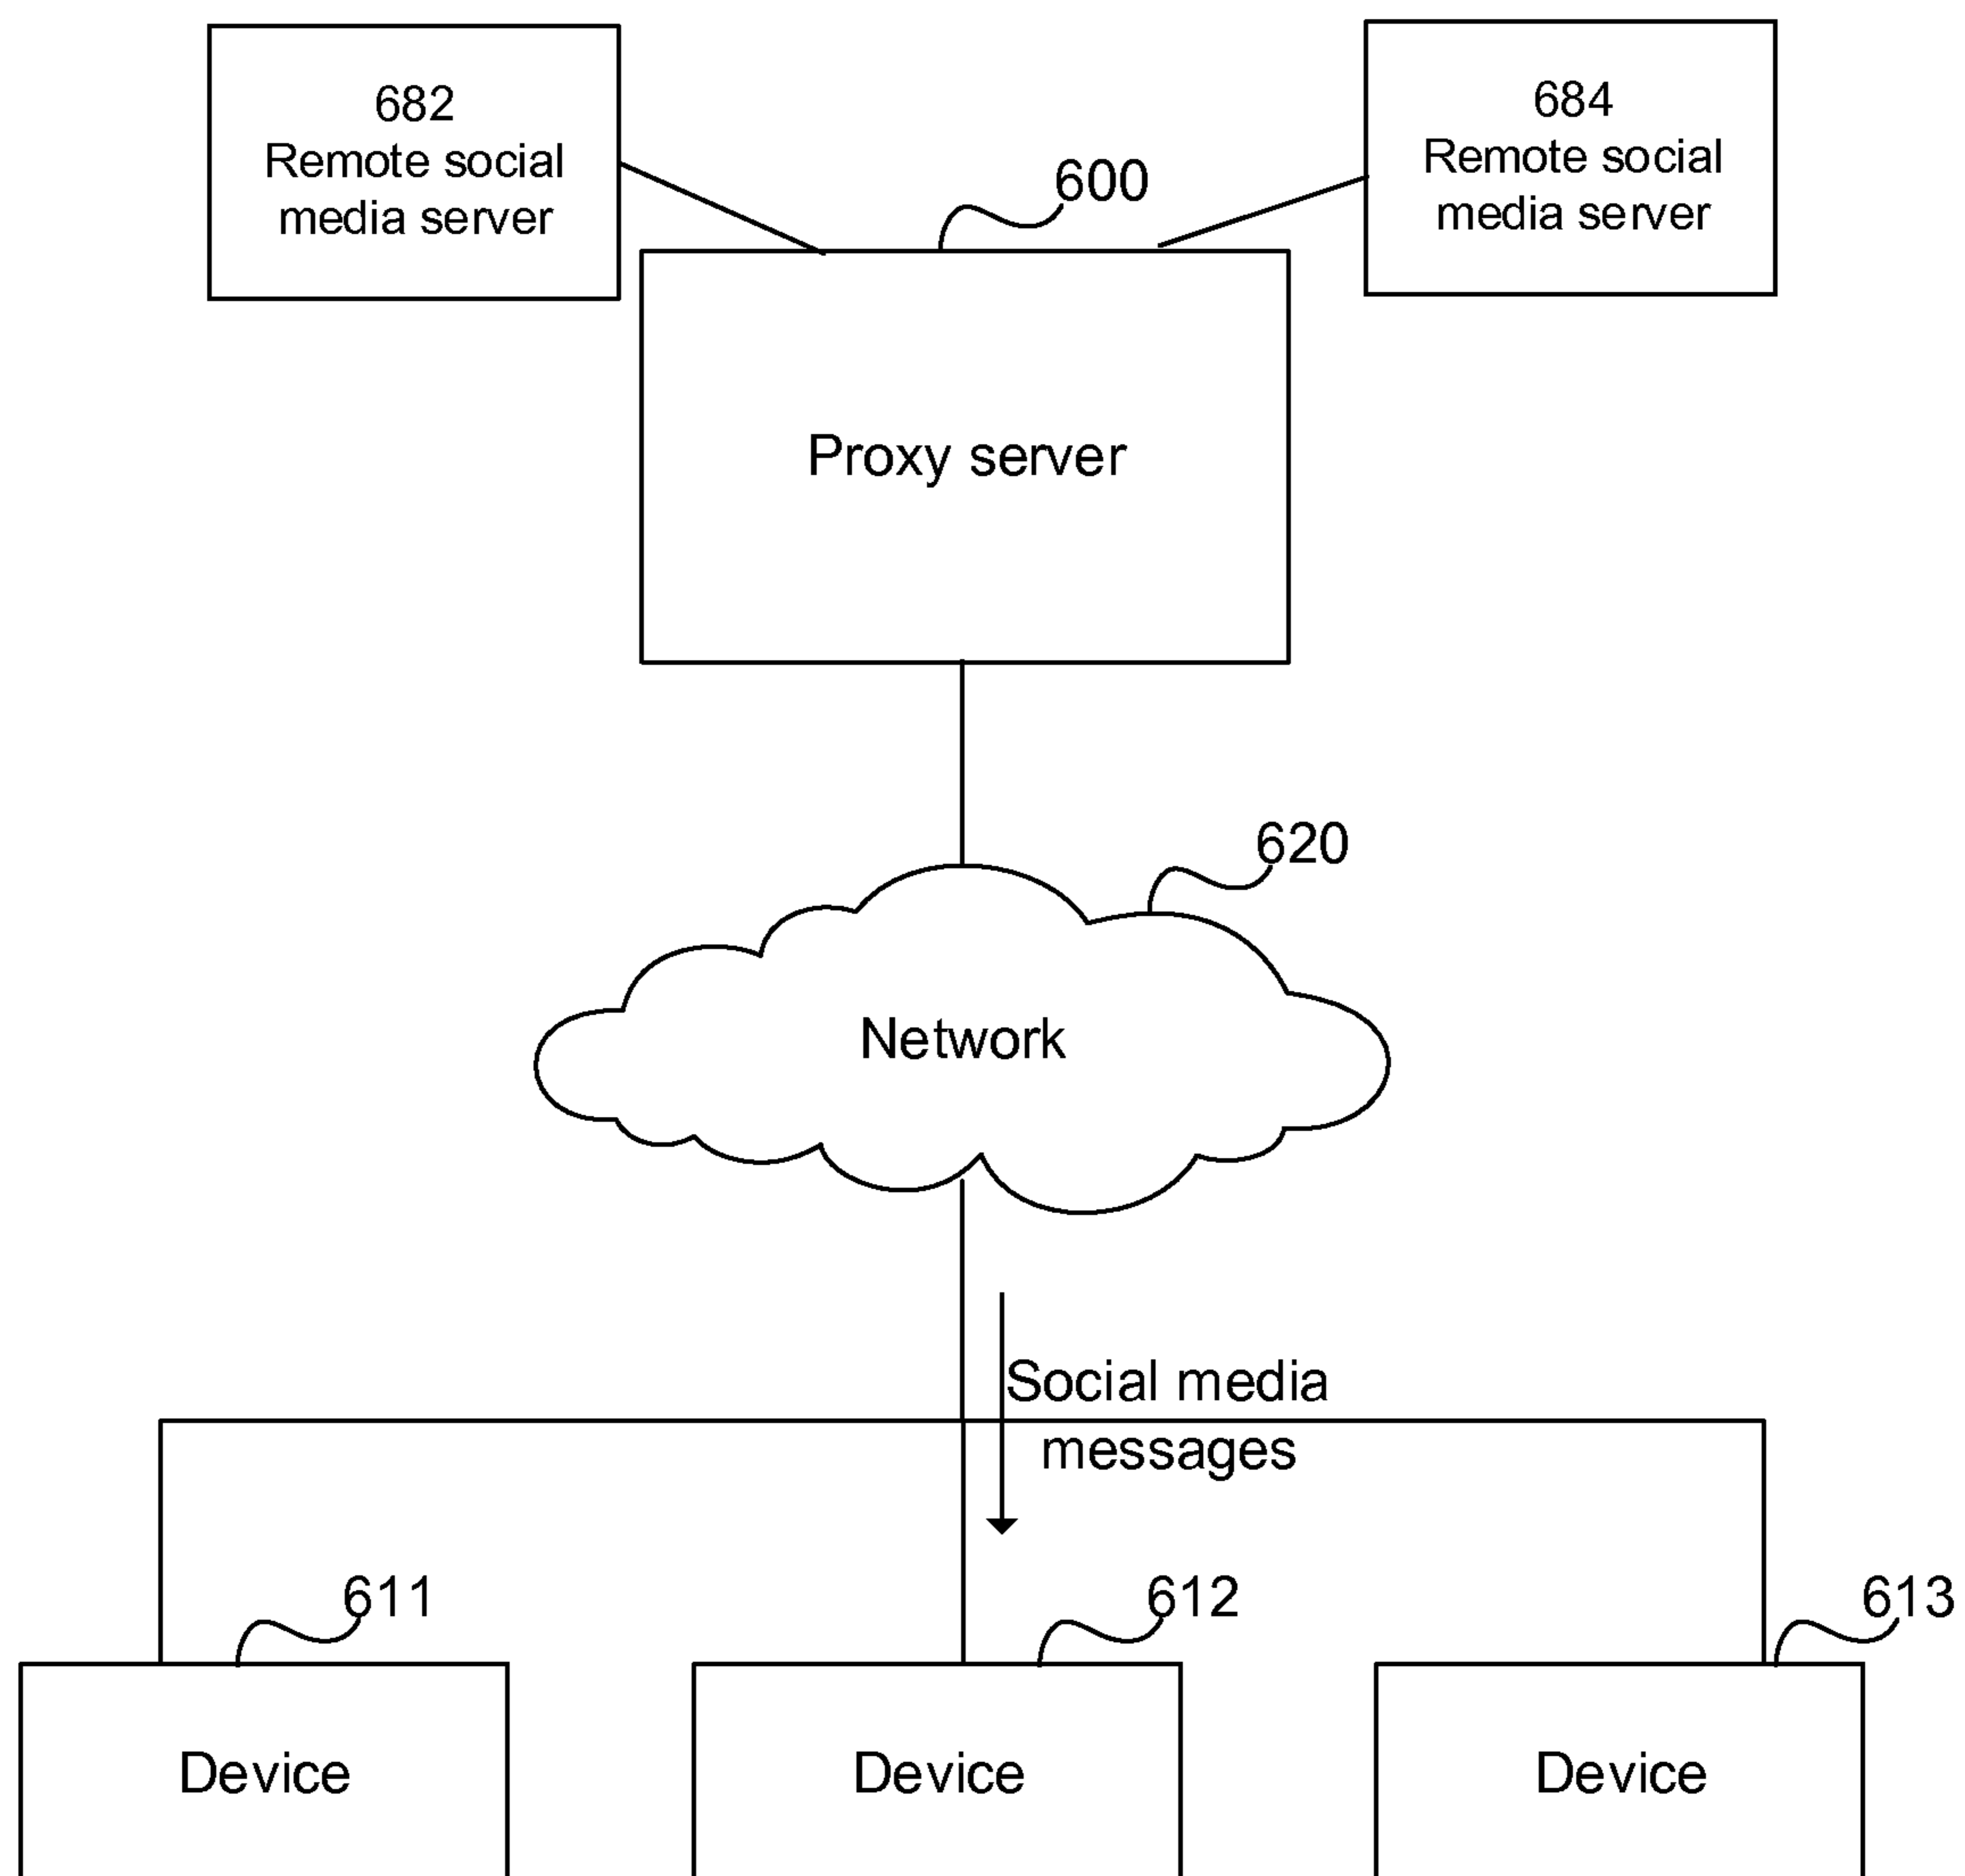 682
Remote social
media server
684
Remote social
media server
600
Proxy server
620
Network
Social media
messages
611
612
613
Device
Device
Device